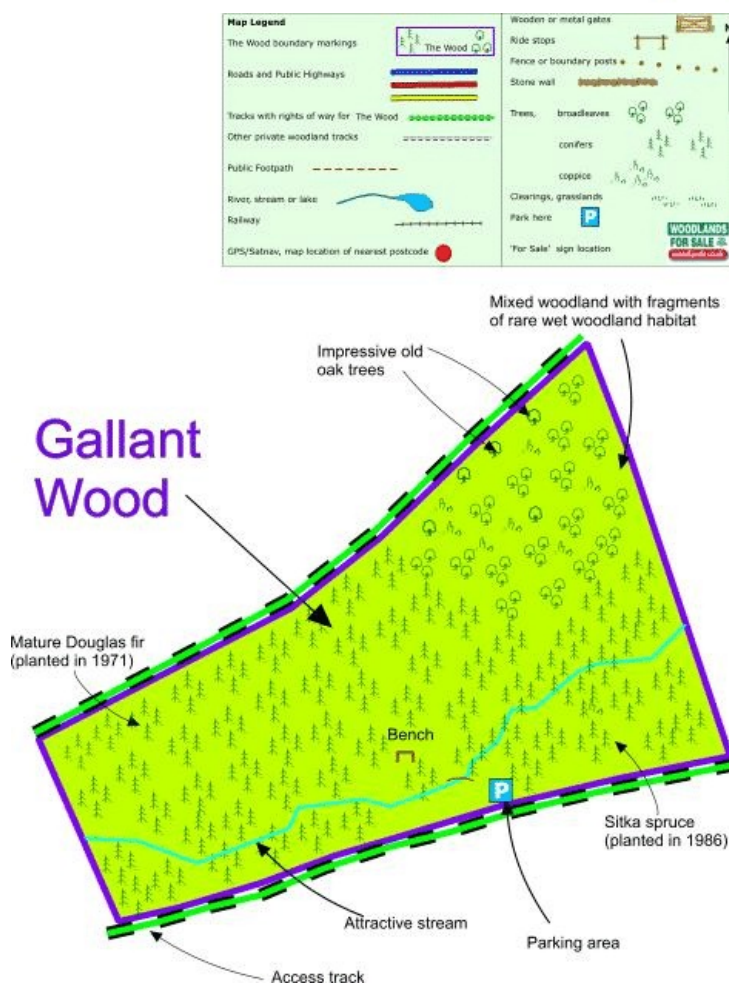 Map Legend
The Wood boundary markings
The Wood
Roads and Public Highways
Tracks with rights of way for The Wood
Other private woodland tracks
Public Footpath
River, stream or lake
Railway
GPS/Satnav, map location of nearest postcode
Wooden or metal gates
Ride stops
Fence or boundary posts
Stone wall
Trees, broadleaves
conifers
coppice
Clearings, grasslands
Park here
P
'For Sale' sign location
WOODLANDS
FOR SALE
Mixed woodland with fragments
of rare wet woodland habitat
Impressive old
oak trees
Gallant
Wood
Mature Douglas fir
(planted in 1971)
Bench
P
Sitka spruce
(planted in 1986)
Attractive stream
Parking area
Access track